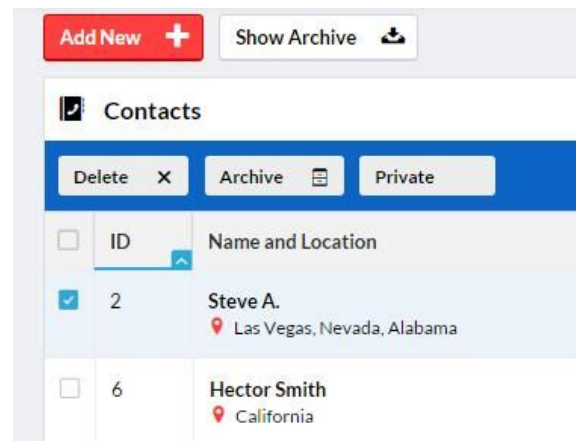 Add New Show Archive
Contacts
Delete Archive Private
ID Name and Location
2 Steve A.
Las Vegas, Nevada, Alabama
6 Hector Smith
California